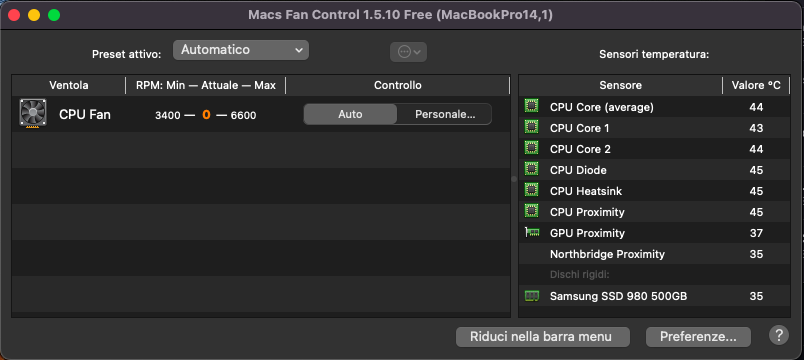 Macs Fan Control 1.5.10 Free (MacBookPro14,1)
Preset attivo: Automatico Sensori temperatura:
Ventola RPM: Min — Attuale — Max Controllo
CPU Fan 3400 — 0 — 6600 Auto Personale...
Sensore Valore °C
CPU Core (average) 44
CPU Core 1 43
CPU Core 2 44
CPU Diode 45
CPU Heatsink 45
CPU Proximity 45
GPU Proximity 37
Northbridge Proximity 35
Dischi rigidi:
Samsung SSD 980 500GB 35
Riduci nella barra menu Preferenze... ?